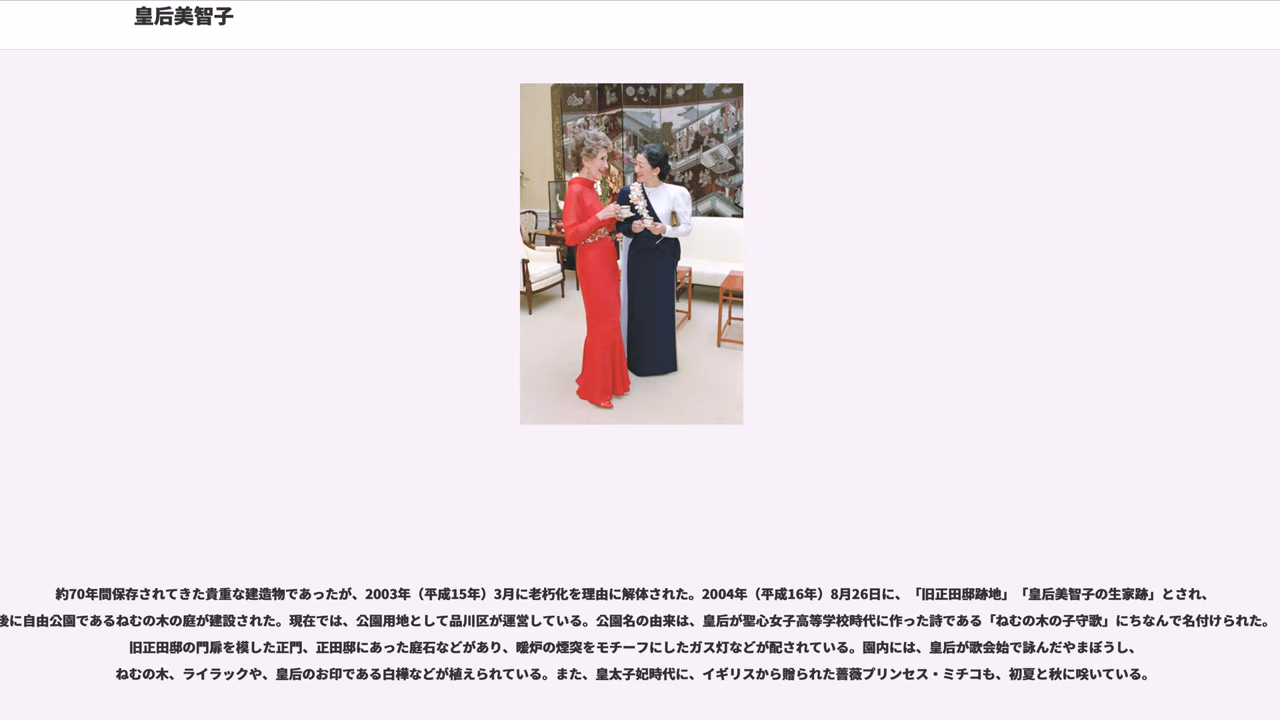 皇后美智子
約70年間保存されてきた貴重な建造物であったが、2003年（平成15年）3月に老朽化を理由に解体された。2004年（平成16年）8月26日に、「旧正田邸跡地」「皇后美智子の生家跡」とされ、
後に自由公園であるねむの木の庭が建設された。現在では、公園用地として品川区が運営している。公園名の由来は、皇后が聖心女子高等学校時代に作った詩である「ねむの木の子守歌」にちなんで名付けられた。
旧正田邸の門扉を模した正門、正田邸にあった庭石などがあり、暖炉の煙突をモチーフにしたガス灯などが配されている。園内には、皇后が歌会始で詠んだやまぼうし、
ねむの木、ライラックや、皇后のお印である白樺などが植えられている。また、皇太子妃時代に、イギリスから贈られた薔薇プリンセス・ミチコも、初夏と秋に咲いている。